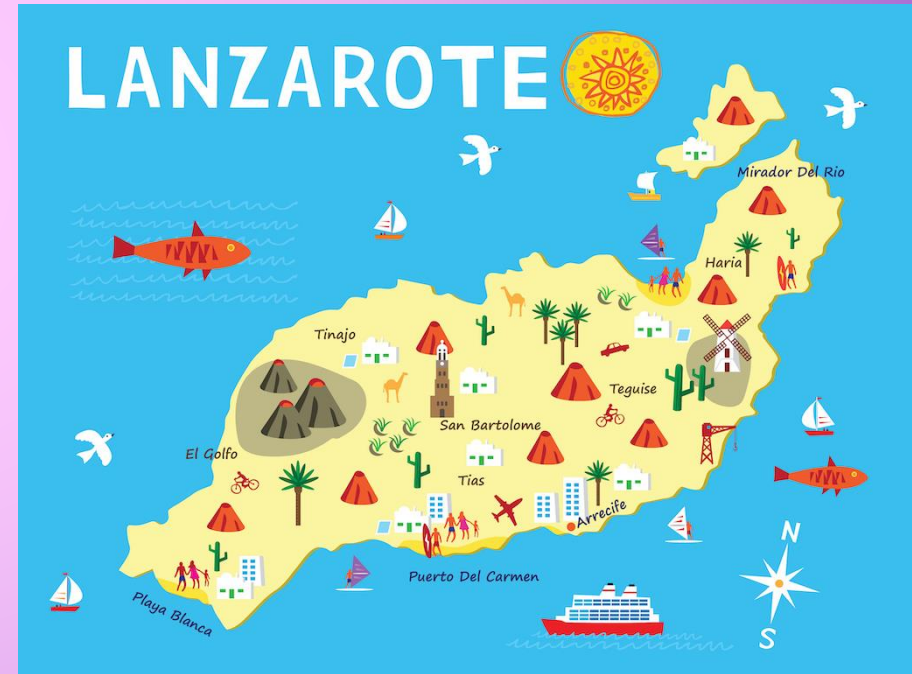 LANZAROTE
Mirador Del Rio
Haria
Tinajo
Teguise
San Bartolome
El Golfo
Tias
Arrecife
Puerto Del Carmen
Playa Blanca
N
S